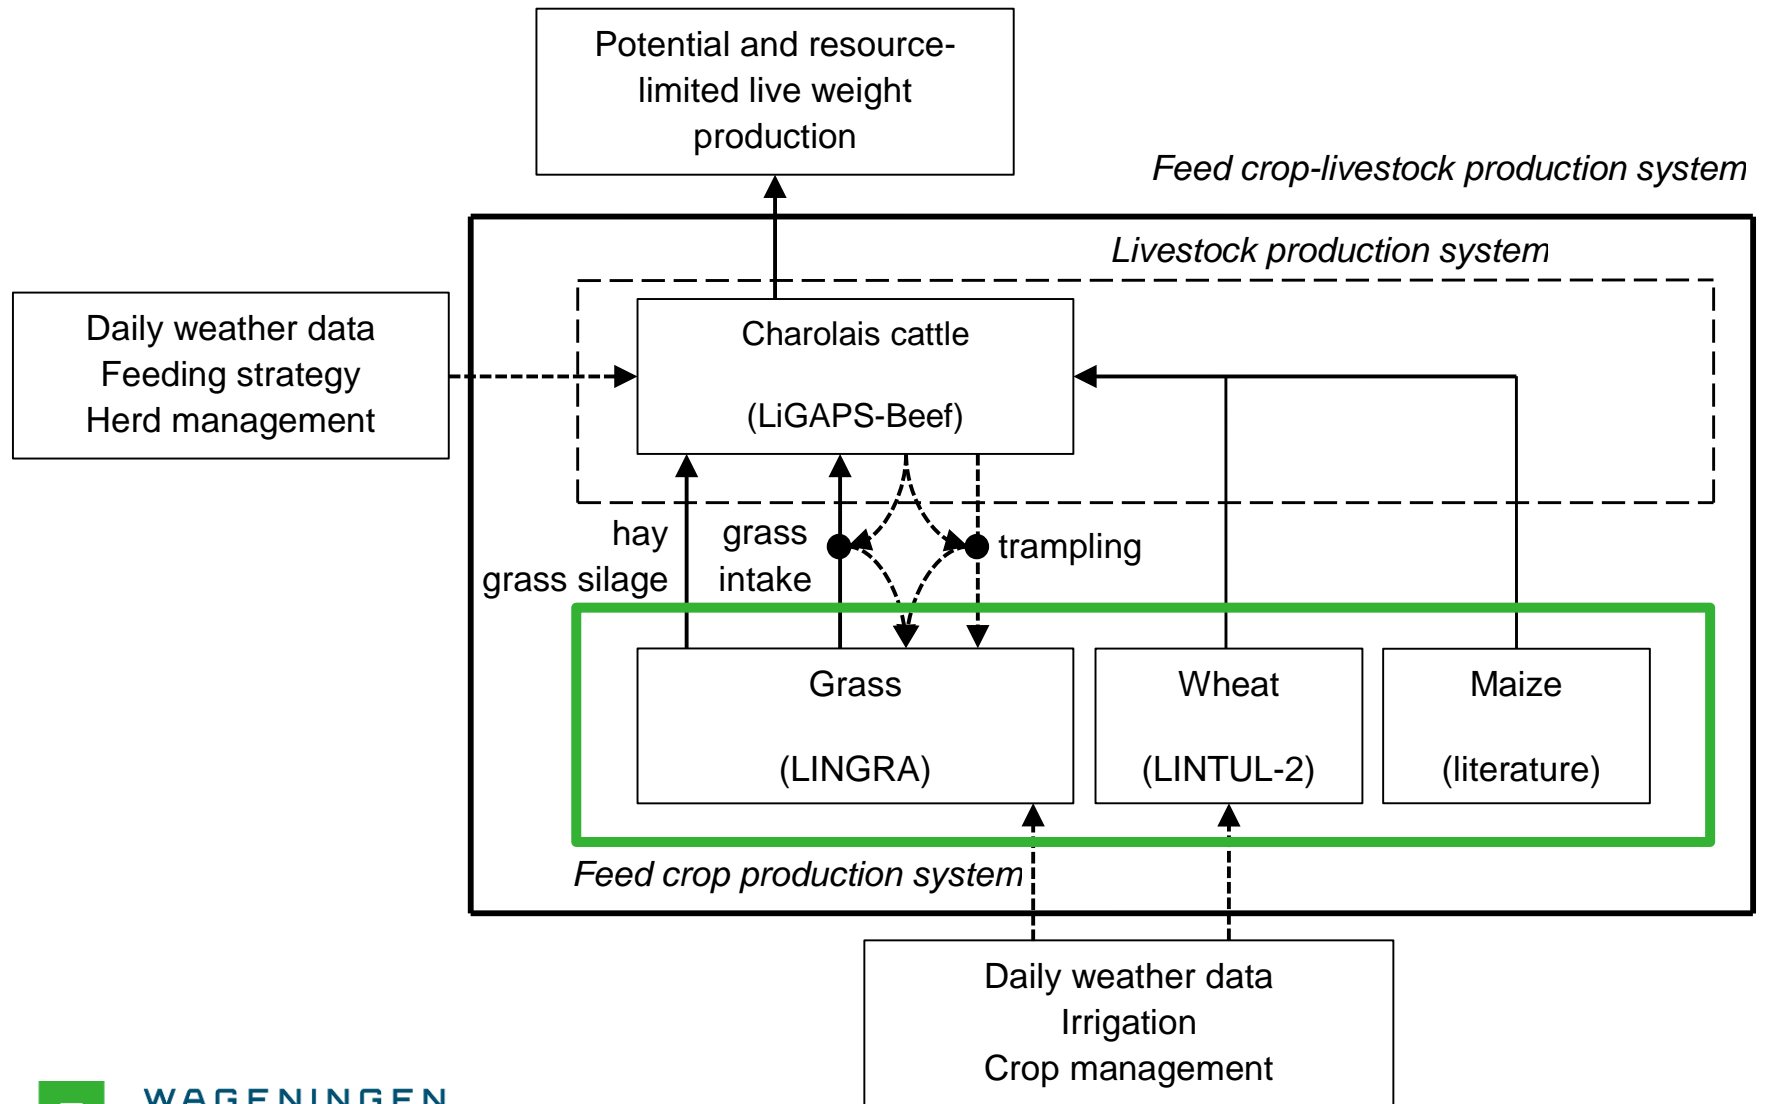 Potential and resource-
limited live weight
production
Feed crop-livestock production system
Livestock production system
Daily weather data
Feeding strategy
Herd management
Charolais cattle
(LiGAPS-Beef)
hay
grass silage
grass
intake
trampling
Grass
(LINGRA)
Wheat
(LINTUL-2)
Maize
(literature)
Feed crop production system
Daily weather data
Irrigation
Crop management
WAGENINGEN